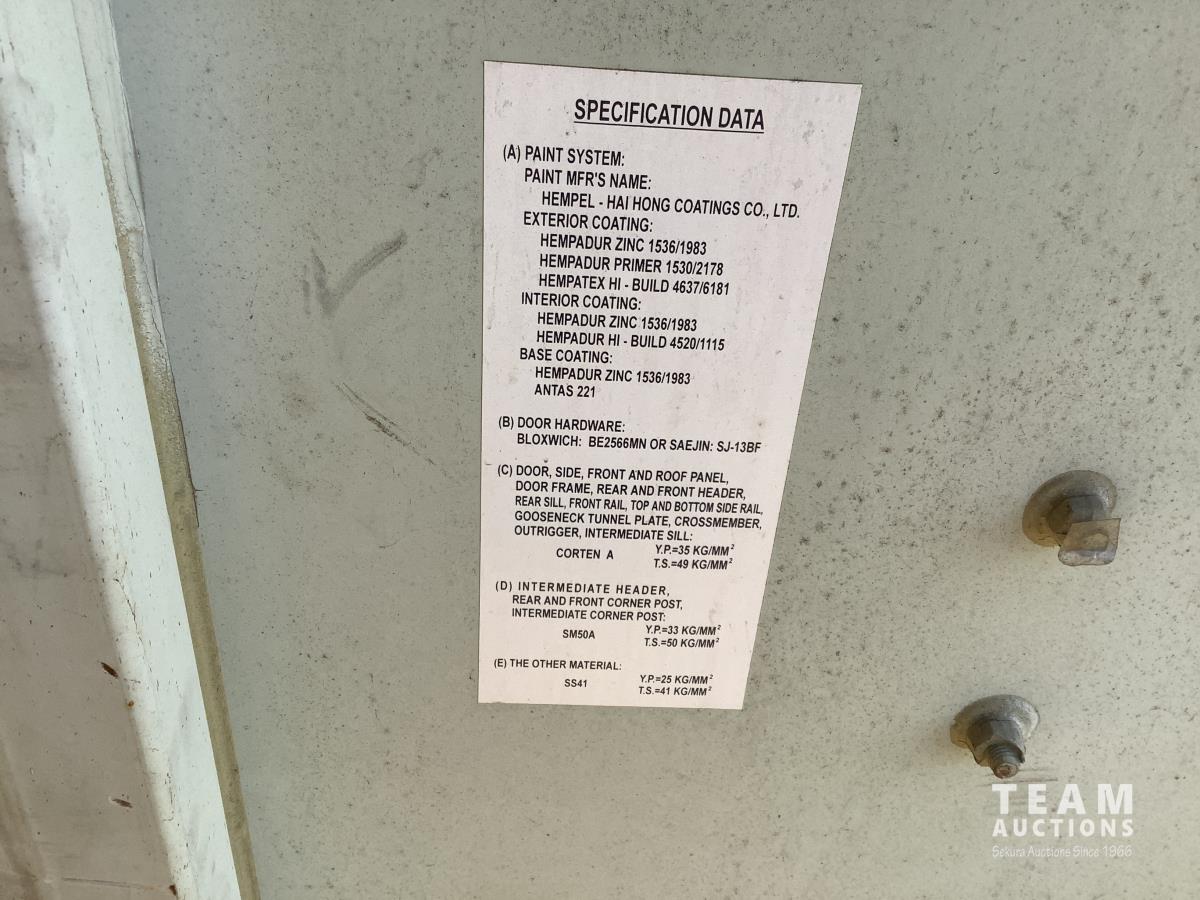 SPECIFICATION DATA
(A) PAINT SYSTEM:
PAINT MFR'S NAME:
HEMPEL - HAI HONG COATINGS CO., LTD.
EXTERIOR COATING:
HEMPADUR ZINC 1536/1983
HEMPADUR PRIMER 1530/2178
HEMPATEX HI - BUILD 4637/6181
INTERIOR COATING:
HEMPADUR ZINC 1536/1983
HEMPADUR HI - BUILD 4520/1115
BASE COATING:
HEMPADUR ZINC 1536/1983
ANTAS 221
(B) DOOR HARDWARE:
BLOXWICH: BE2566MN OR SAEJIN: SJ-13BF
(C) DOOR, SIDE, FRONT AND ROOF PANEL,
DOOR FRAME, REAR AND FRONT HEADER,
REAR SILL, FRONT RAIL, TOP AND BOTTOM SIDE RAIL,
GOOSENECK TUNNEL PLATE, CROSSMEMBER,
OUTRIGGER, INTERMEDIATE SILL:
CORTEN A Y.P.=35 KG/MM²
T.S.=49 KG/MM²
(D) INTERMEDIATE HEADER,
REAR AND FRONT CORNER POST,
INTERMEDIATE CORNER POST:
SM50A Y.P.=33 KG/MM²
T.S.=50 KG/MM²
(E) THE OTHER MATERIAL:
SS41 Y.P.=25 KG/MM²
T.S.=41 KG/MM²
TEAM
AUCTIONS
Sekura Auctions Since 1966